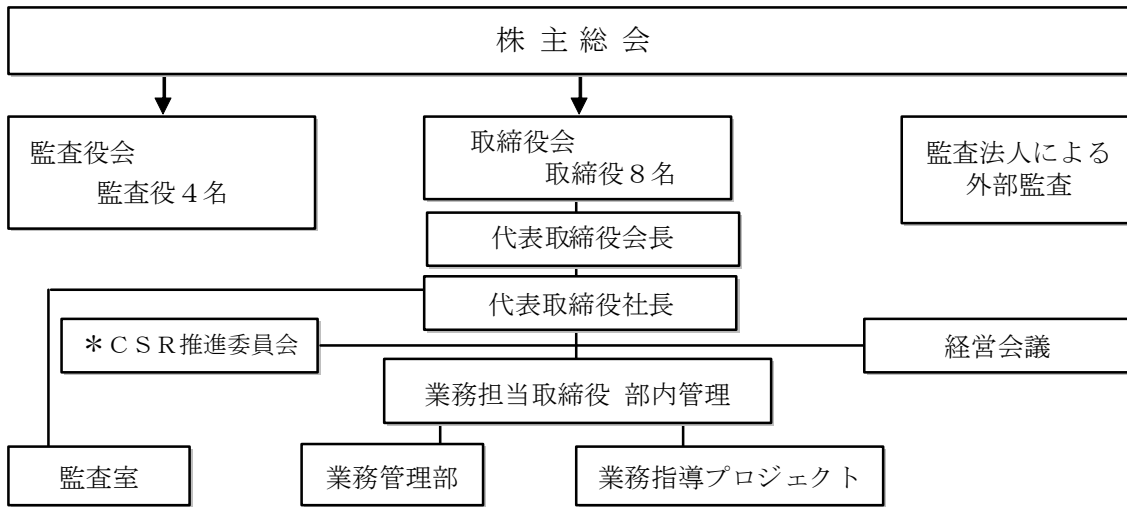 株主総会
監査役会
監査役４名
取締役会
取締役８名
監査法人による
外部監査
代表取締役会長
代表取締役社長
＊ＣＳＲ推進委員会
経営会議
業務担当取締役 部内管理
監査室
業務管理部
業務指導プロジェクト